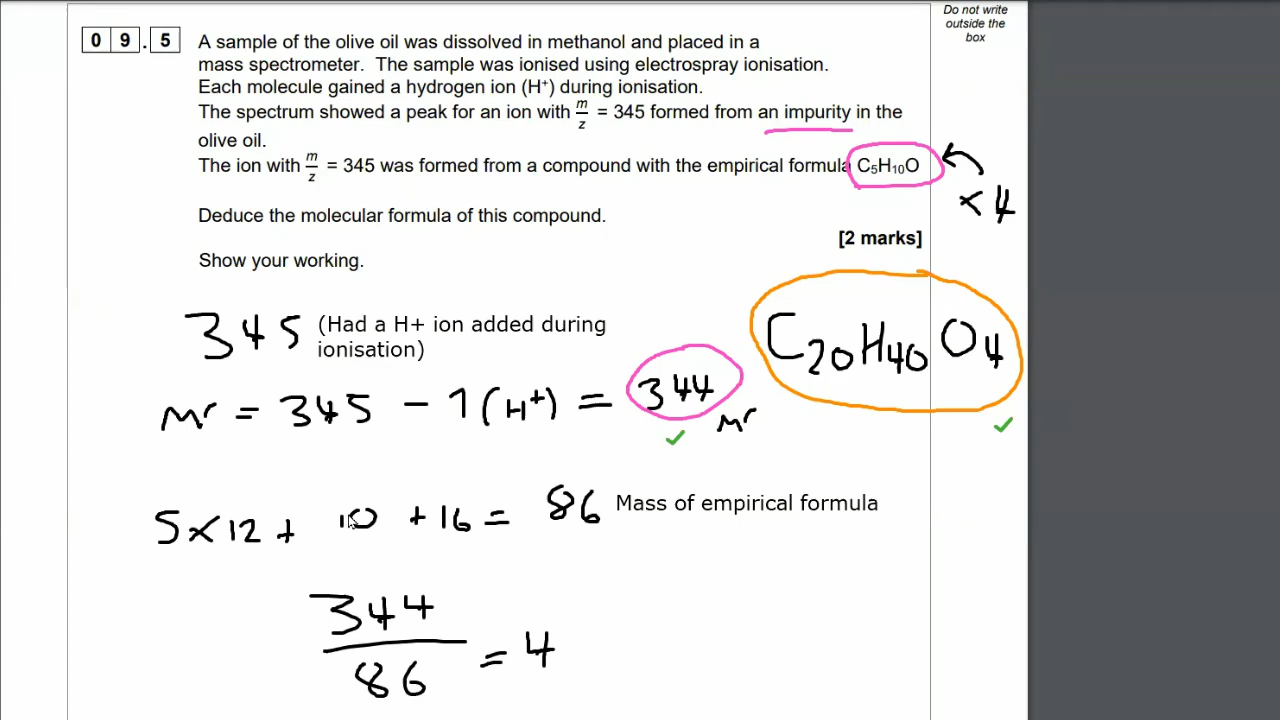 Do not write
outside the
box
0 9 . 5
A sample of the olive oil was dissolved in methanol and placed in a
mass spectrometer. The sample was ionised using electrospray ionisation.
Each molecule gained a hydrogen ion (H⁺) during ionisation.
The spectrum showed a peak for an ion with m/z = 345 formed from an impurity in the
olive oil.
The ion with m/z = 345 was formed from a compound with the empirical formula C₅H₁₀O
×4
Deduce the molecular formula of this compound.
[2 marks]
Show your working.
345 (Had a H+ ion added during
ionisation)
C₂₀H₄₀O₄
mr = 345 - 1 (H⁺) = 344
mr
5×12 + 10 + 16 = 86 Mass of empirical formula
344/86 = 4